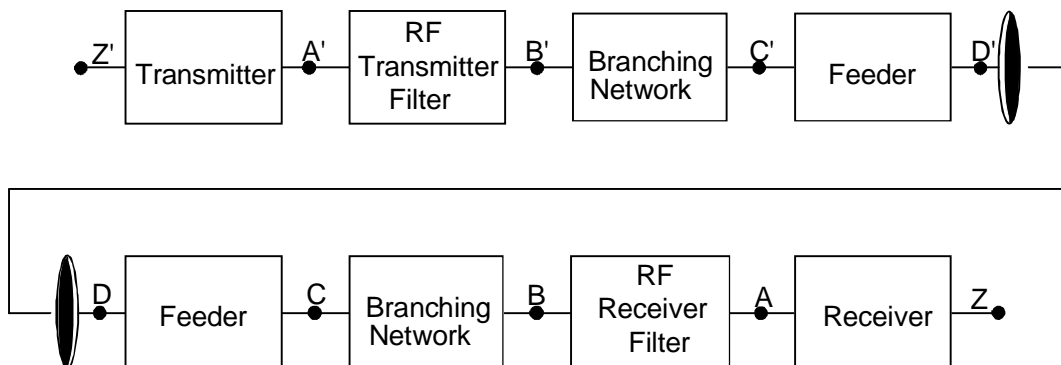 Z'
Transmitter
A'
RF
Transmitter
Filter
B'
Branching
Network
C'
Feeder
D'
D
Feeder
C
Branching
Network
B
RF
Receiver
Filter
A
Receiver
Z